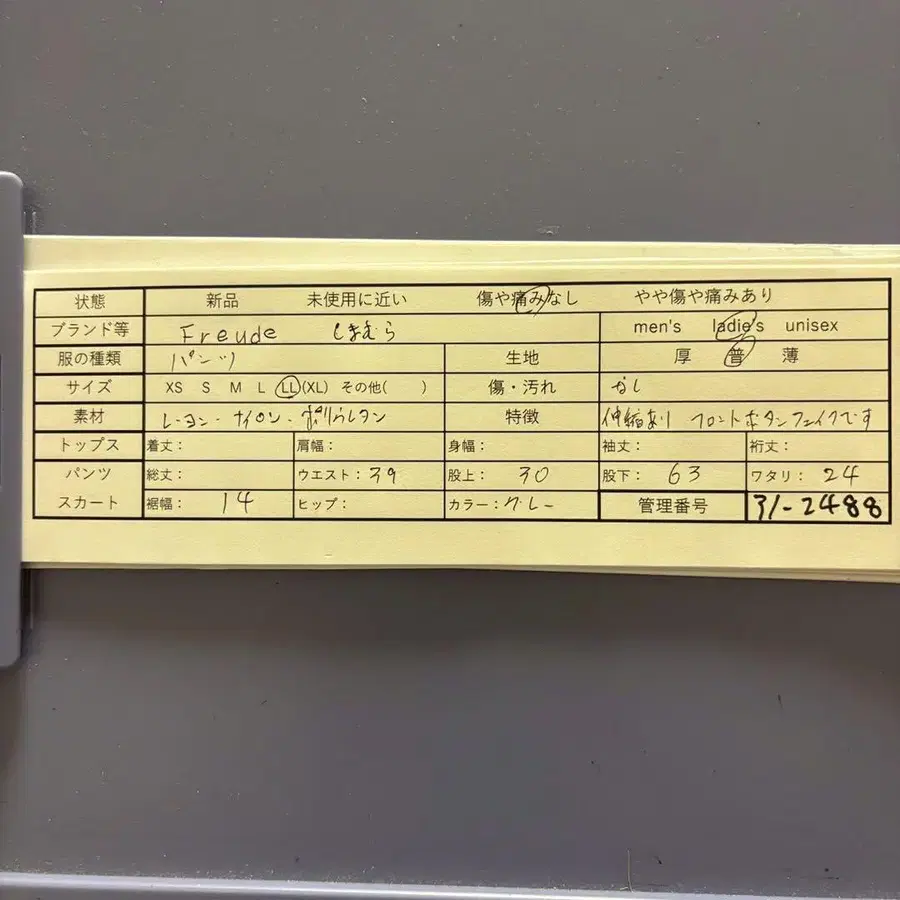 状態 新品 未使用に近い 傷や痛みなし やや傷や痛みあり
ブランド等 Freude しまむら men's ladie's unisex
服の種類 パンツ 生地 厚 普 薄
サイズ XS S M L LL(XL) その他( ) 傷・汚れ なし
素材 レーヨン・ナイロン・ポリウレタン 特徴 伸縮あり フロントボタンフェイクです
トップス 着丈: 肩幅: 身幅: 袖丈: 裄丈:
パンツ 総丈: ウエスト:39 股上:30 股下:63 ワタリ:24
スカート 裾幅:14 ヒップ: カラー:グレー 管理番号 31-2488